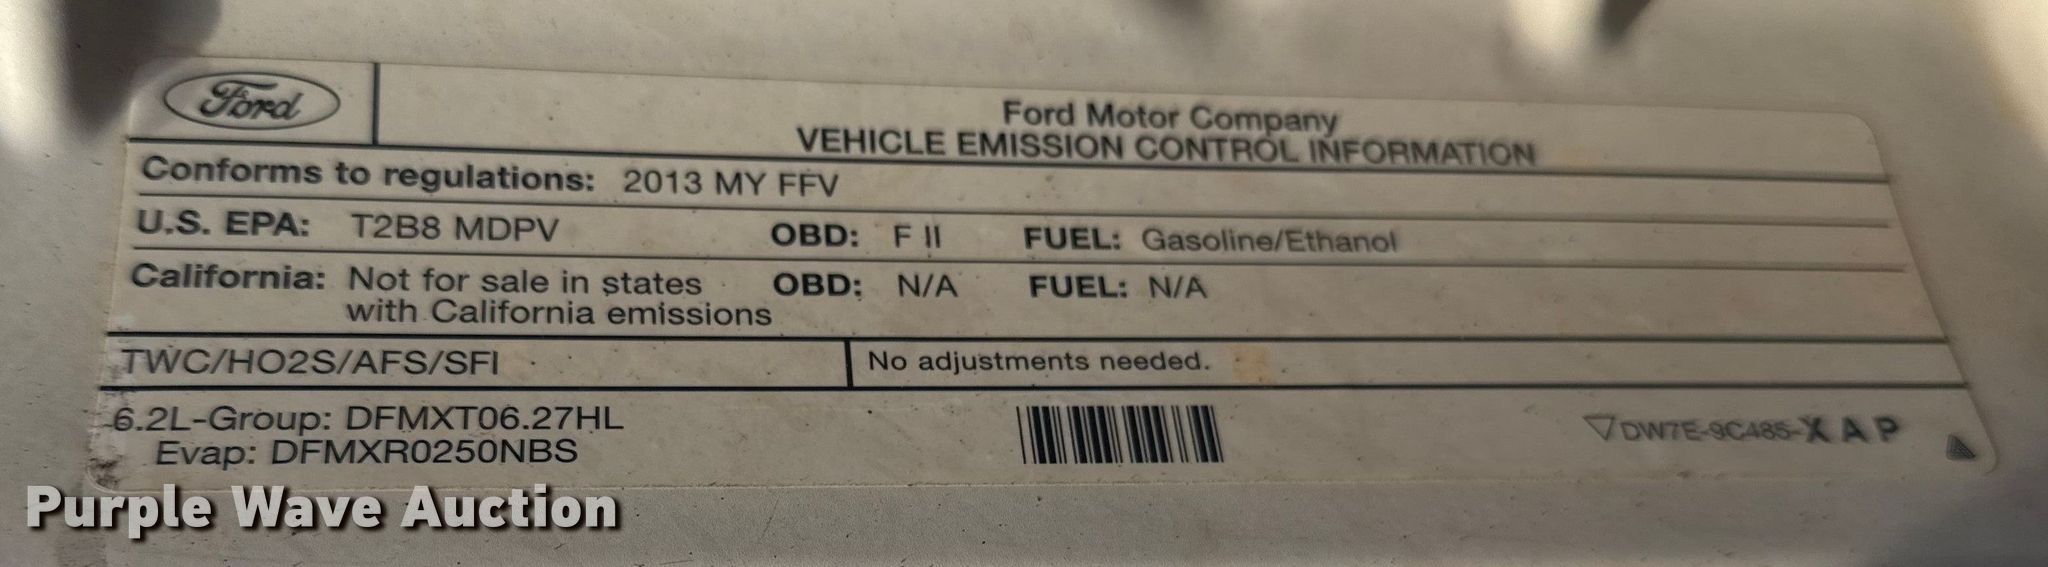 Ford
Ford Motor Company
VEHICLE EMISSION CONTROL INFORMATION
Conforms to regulations: 2013 MY FFV
U.S. EPA: T2B8 MDPV OBD: F II FUEL: Gasoline/Ethanol
California: Not for sale in states OBD: N/A FUEL: N/A
with California emissions
TWC/HO2S/AFS/SFI No adjustments needed.
6.2L-Group: DFMXT06.27HL
Evap: DFMXR0250NBS
DW7E-9C485-XAP
Purple Wave Auction